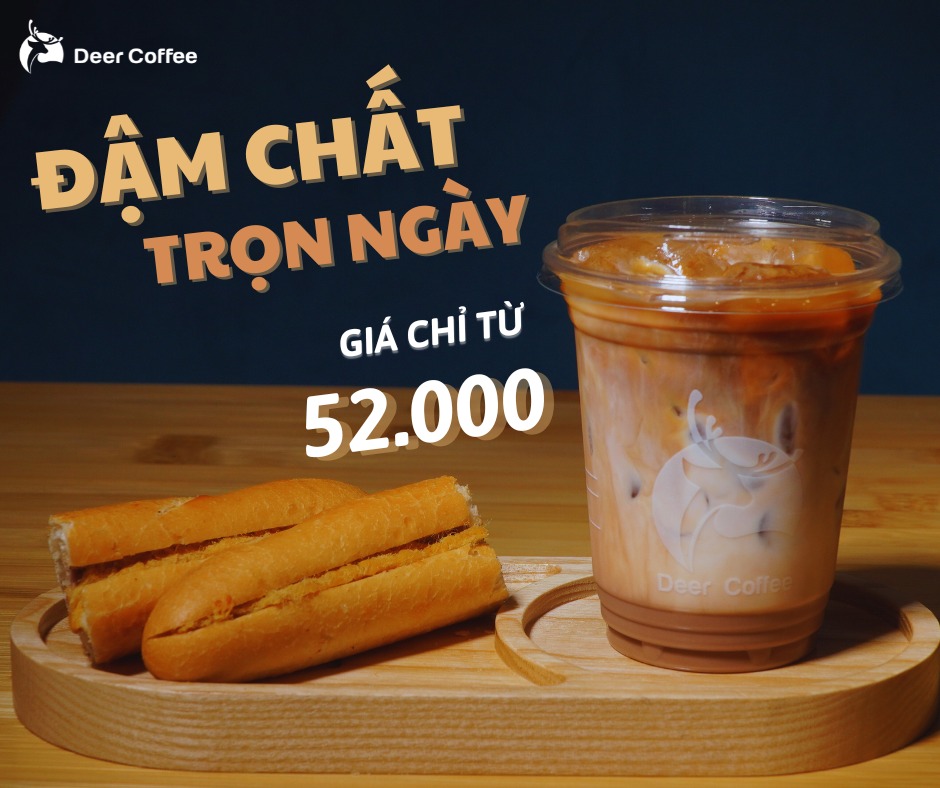 Deer Coffee
ĐẬM CHẤT
TRỌN NGÀY
GIÁ CHỈ TỪ
52.000
Deer Coffee